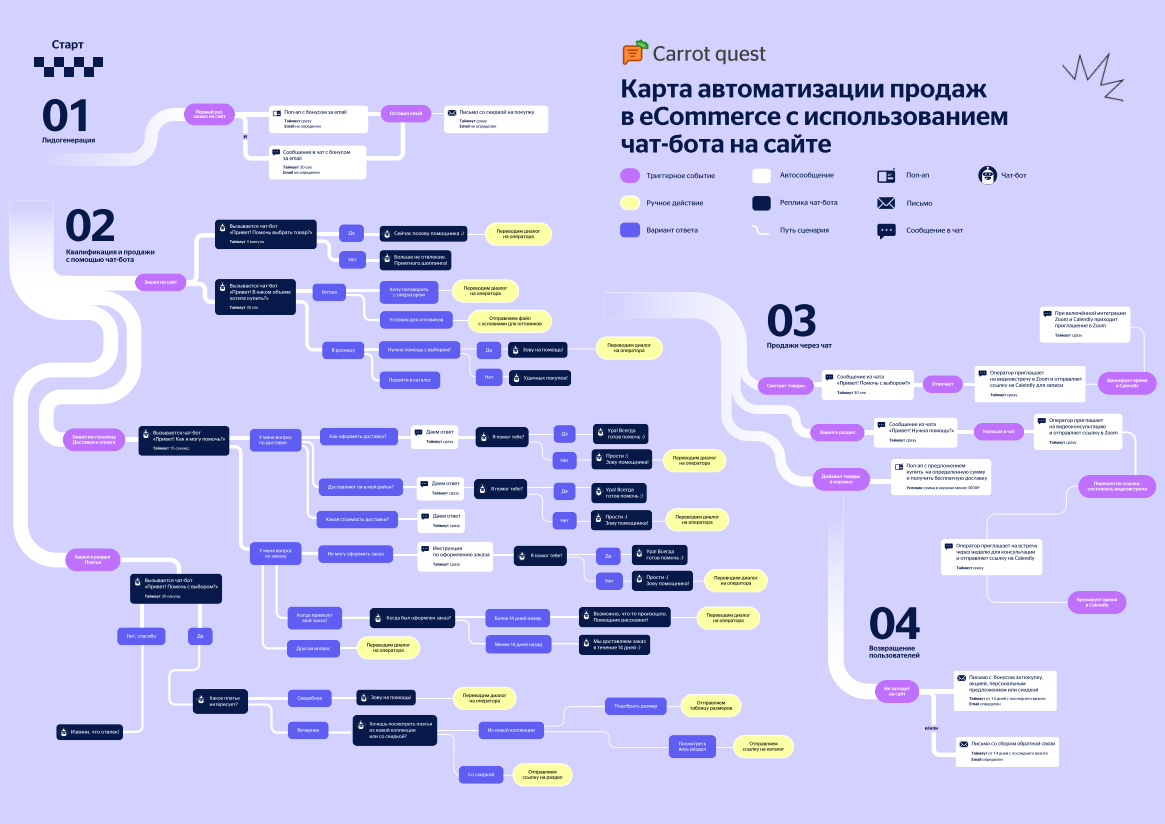 Старт
01
Лидогенерация
Первый раз
зашел на сайт
и
Поп-ап с бонусом за email
Таймаут сразу
Email не определен
Сообщение в чат с бонусом
за email
Таймаут 30 сек
Email не определен
Оставил email
Письмо со скидкой на покупку
Таймаут сразу
Email не определен
Carrot quest
Карта автоматизации продаж
в eCommerce с использованием
чат-бота на сайте
Триггерное событие
Автосообщение
Поп-ап
Чат-бот
Ручное действие
Реплика чат-бота
Письмо
Вариант ответа
Путь сценария
Сообщение в чат
02
Квалификация и продажи
с помощью чат-бота
Зашел на сайт
Вызывается чат-бот
«Привет! Помочь выбрать товар?»
Таймаут 3 минуты
Да
Сейчас позову помощника :)
Переводим диалог
на оператора
Нет
Больше не отвлекаю.
Приятного шоппинга!
Вызывается чат-бот
«Привет! В каком объеме
хотите купить?»
Таймаут 30 сек
Оптом
Хочу поговорить
с оператором
Переводим диалог
на оператора
Условия для оптовиков
Отправляем файл
с условиями для оптовиков
В розницу
Нужна помощь с выбором?
Да
Зову на помощь!
Переводим диалог
на оператора
Нет
Удачных покупок!
Перейти в каталог
Зашел на страницу
Доставка и оплата
Вызывается чат-бот
«Привет! Как я могу помочь?»
Таймаут 15 секунд
У меня вопрос
по доставке
Как оформить доставку?
Даем ответ
Таймаут сразу
Я помог тебе?
Да
Ура! Всегда
готов помочь :)
Нет
Прости :(
Зову помощника!
Переводим диалог
на оператора
Доставляют ли в мой район?
Даем ответ
Таймаут сразу
Я помог тебе?
Да
Ура! Всегда
готов помочь :)
Какая стоимость доставки?
Даем ответ
Таймаут сразу
Нет
Прости :(
Зову помощника!
Переводим диалог
на оператора
У меня вопрос
по заказу
Не могу оформить заказ
Инструкция
по оформлению заказа
Таймаут сразу
Я помог тебе?
Да
Ура! Всегда
готов помочь :)
Нет
Прости :(
Зову помощника!
Переводим диалог
на оператора
Когда привезут
мой заказ?
Когда был оформлен заказ?
Более 14 дней назад
Возможно, что-то произошло.
Помощник расскажет!
Переводим диалог
на оператора
Менее 14 дней назад
Мы доставляем заказ
в течение 14 дней :)
Другой вопрос
Переводим диалог
на оператора
Зашел в раздел
Платья
Вызывается чат-бот
«Привет! Помочь с выбором?»
Таймаут 30 секунд
Нет, спасибо
Да
Извини, что отвлек!
Какое платье
интересует?
Свадебное
Зову на помощь!
Переводим диалог
на оператора
Вечернее
Хочешь посмотреть платья
из новой коллекции
или со скидкой?
Из новой коллекции
Подобрать размер
Отправляем
таблицу размеров
Посмотреть
весь раздел
Отправляем
ссылку на каталог
Со скидкой
Отправляем
ссылку на раздел
03
Продажи через чат
Смотрит товары
Сообщение из чата
«Привет! Помочь с выбором?»
Таймаут 30 сек
Отвечает
Оператор приглашает
на видеовстречу в Zoom и отправляет
ссылку на Calendly для записи
Таймаут сразу
Бронирует время
в Calendly
При включённой интеграции
Zoom и Calendly приходит
приглашение в Zoom
Таймаут сразу
Зашел в раздел
Сообщение из чата
«Привет! Нужна помощь?»
Таймаут сразу
Написал в чат
Оператор приглашает
на видеоконсультацию
и отправляет ссылку в Zoom
Таймаут сразу
Перешел по ссылке,
состоялась видеовстреча
Добавил товары
в корзину
Поп-ап с предложением
купить на определенную сумму
и получить бесплатную доставку
Условия сумма в корзине менее 3000₽
Оператор приглашает на встречу
через неделю для консультации
и отправляет ссылку на Calendly
Таймаут сразу
Бронирует время
в Calendly
04
Возвращение
пользователей
Не заходит
на сайт
Письмо с бонусом за покупку,
акцией, персональным
предложением или скидкой
Таймаут от 14 дней с последнего визита
Email определен
и/или
Письмо со сбором обратной связи
Таймаут от 14 дней с последнего визита
Email определен